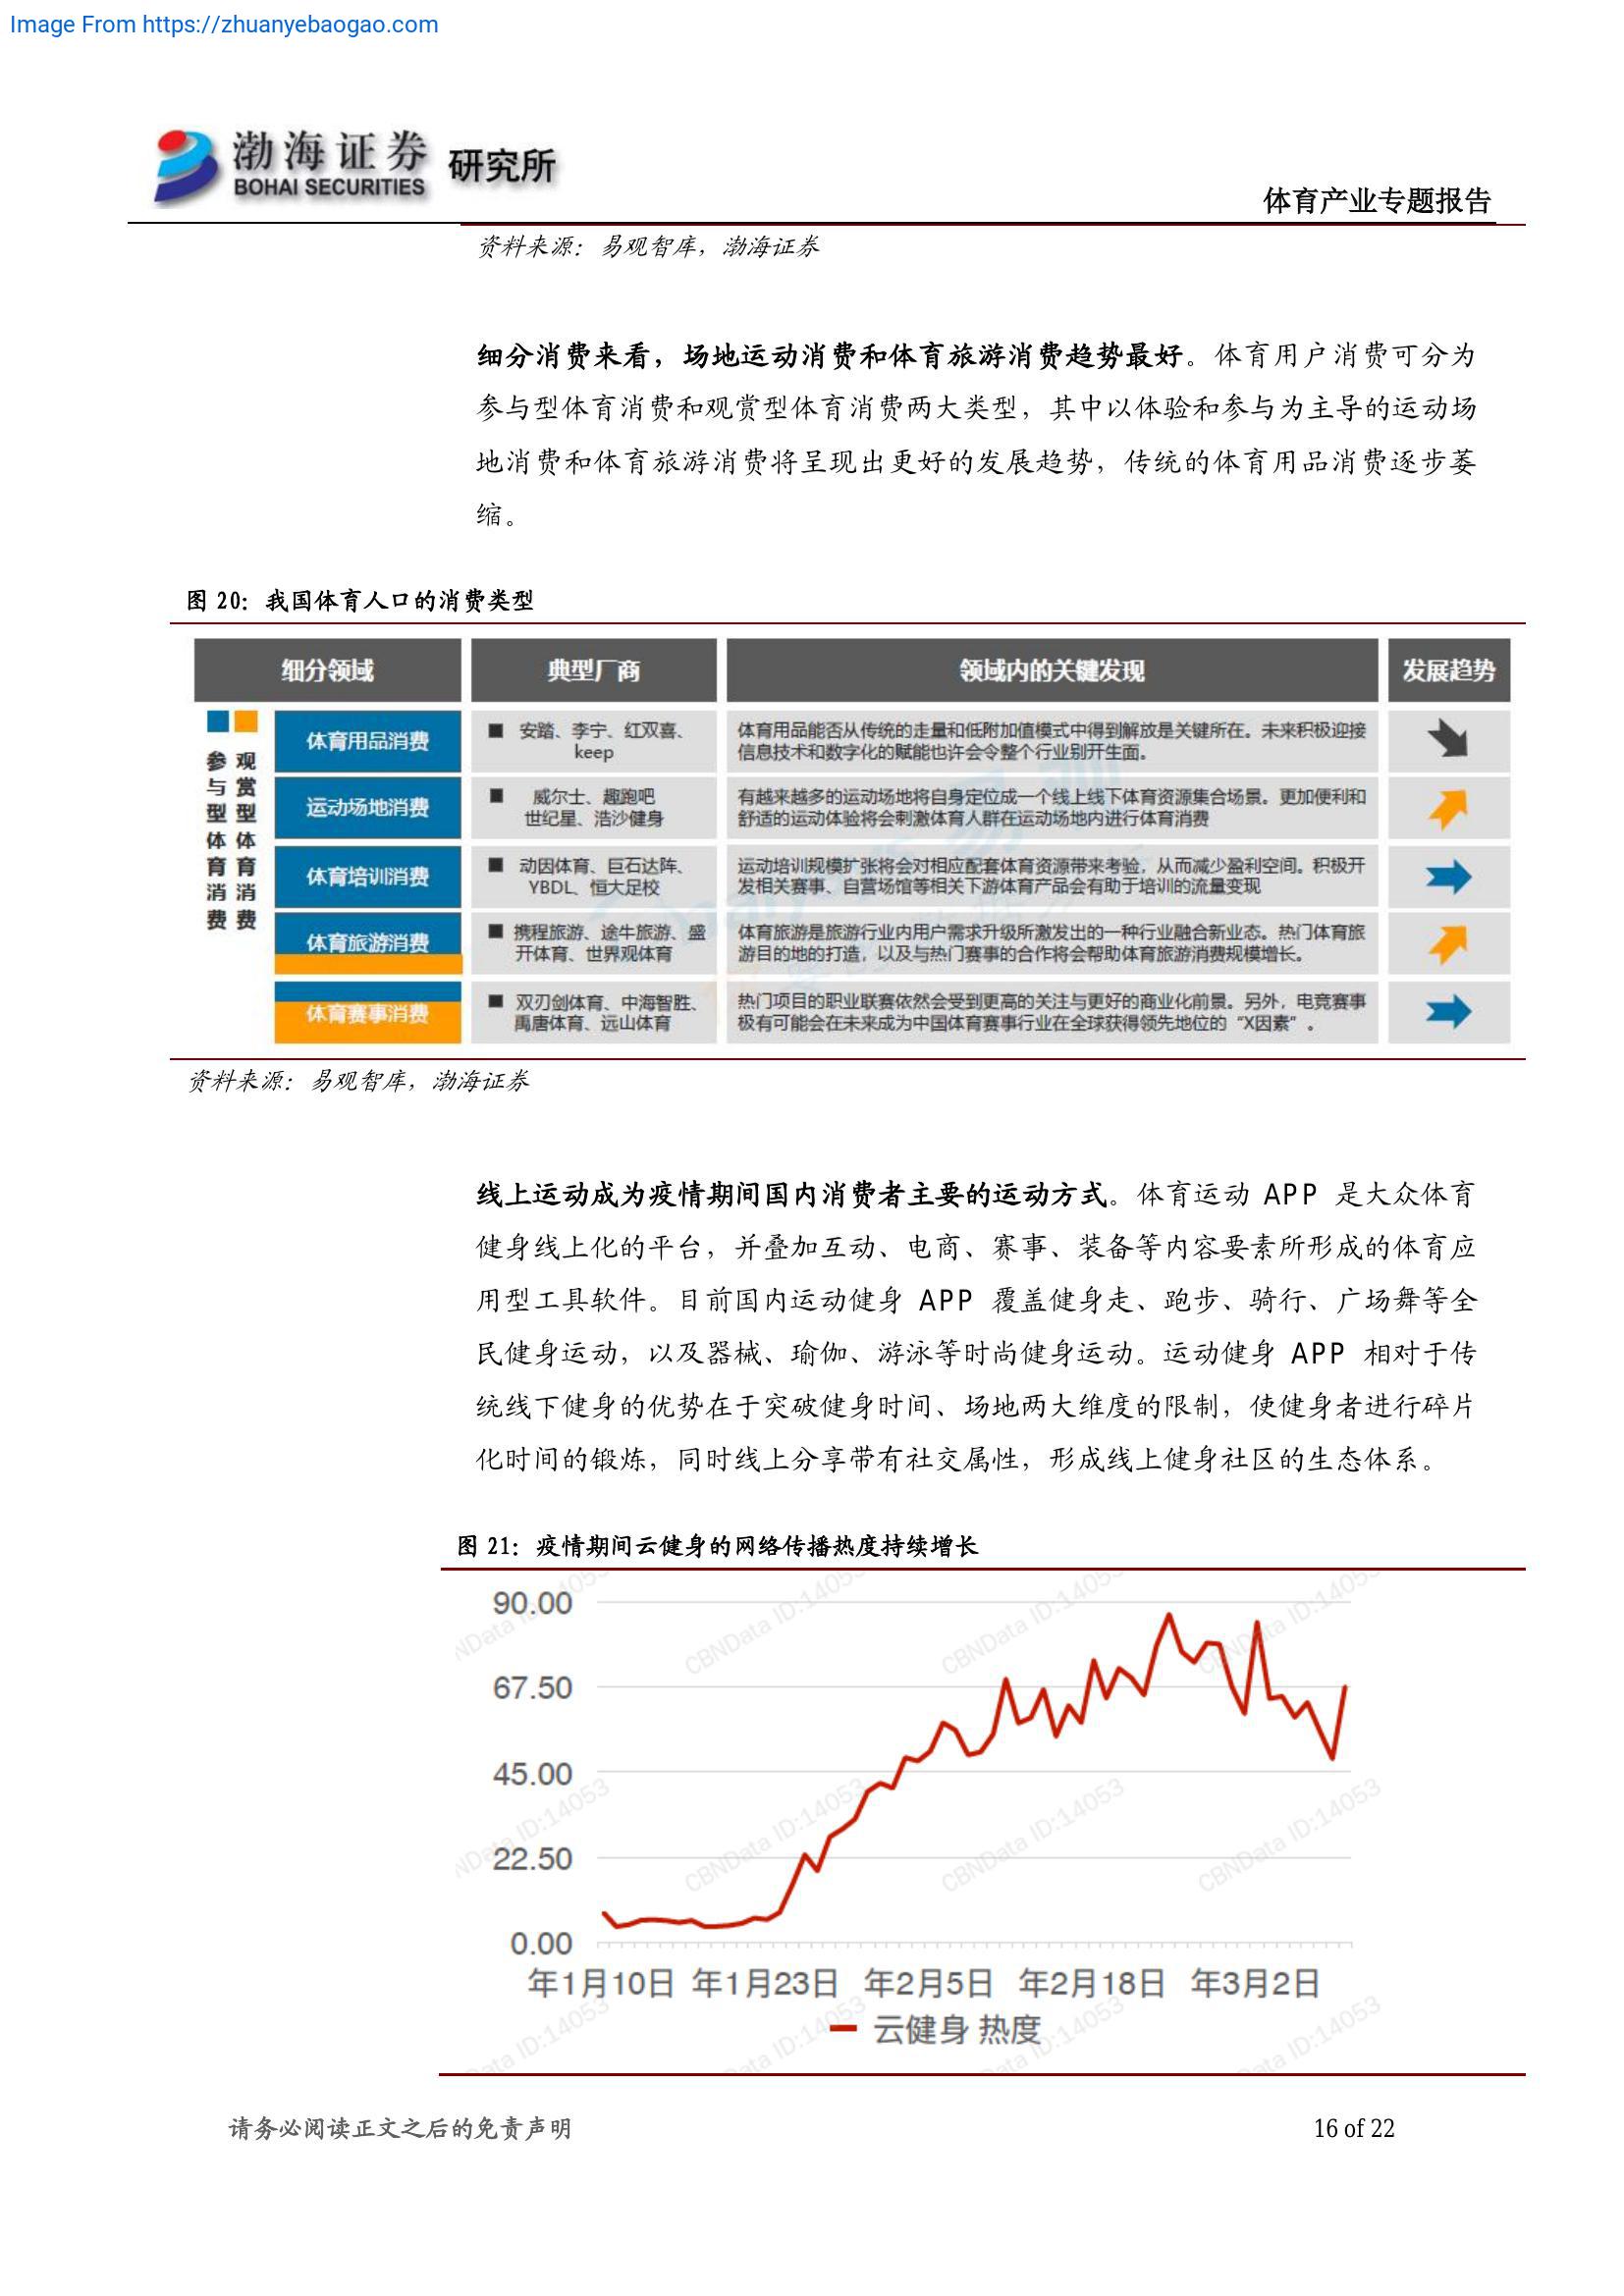 Image From https://zhuanyebaogao.com
渤海证券 研究所
BOHAI SECURITIES
体育产业专题报告
资料来源：易观智库，渤海证券
细分消费来看，场地运动消费和体育旅游消费趋势最好。体育用户消费可分为
参与型体育消费和观赏型体育消费两大类型，其中以体验和参与为主导的运动场
地消费和体育旅游消费将呈现出更好的发展趋势，传统的体育用品消费逐步萎
缩。
图 20：我国体育人口的消费类型
细分领域 典型厂商 领域内的关键发现 发展趋势
参与型体育消费
观赏型体育消费
体育用品消费
■ 安踏、李宁、红双喜、
keep
体育用品能否从传统的走量和低附加值模式中得到解放是关键所在。未来积极迎接
信息技术和数字化的赋能也许会令整个行业别开生面。
运动场地消费
■ 威尔士、趣跑吧
世纪星、浩沙健身
有越来越多的运动场地将自身定位成一个线上线下体育资源集合场景。更加便利和
舒适的运动体验将会刺激体育人群在运动场地内进行体育消费
体育培训消费
■ 动因体育、巨石达阵、
YBDL、恒大足校
运动培训规模扩张将会对相应配套体育资源带来考验，从而减少盈利空间。积极开
发相关赛事、自营场馆等相关下游体育产品会有助于培训的流量变现
体育旅游消费
■ 携程旅游、途牛旅游、盛
开体育、世界观体育
体育旅游是旅游行业内用户需求升级所激发出的一种行业融合新业态。热门体育旅
游目的地的打造，以及与热门赛事的合作将会帮助体育旅游消费规模增长。
体育赛事消费
■ 双刃剑体育、中海智胜、
禹唐体育、远山体育
热门项目的职业联赛依然会受到更高的关注与更好的商业化前景。另外，电竞赛事
极有可能会在未来成为中国体育赛事行业在全球获得领先地位的“X因素”。
资料来源：易观智库，渤海证券
线上运动成为疫情期间国内消费者主要的运动方式。体育运动 APP 是大众体育
健身线上化的平台，并叠加互动、电商、赛事、装备等内容要素所形成的体育应
用型工具软件。目前国内运动健身 APP 覆盖健身走、跑步、骑行、广场舞等全
民健身运动，以及器械、瑜伽、游泳等时尚健身运动。运动健身 APP 相对于传
统线下健身的优势在于突破健身时间、场地两大维度的限制，使健身者进行碎片
化时间的锻炼，同时线上分享带有社交属性，形成线上健身社区的生态体系。
图 21：疫情期间云健身的网络传播热度持续增长
90.00
67.50
45.00
22.50
0.00
年1月10日 年1月23日 年2月5日 年2月18日 年3月2日
云健身 热度
CBNData ID:14053
请务必阅读正文之后的免责声明
16 of 22